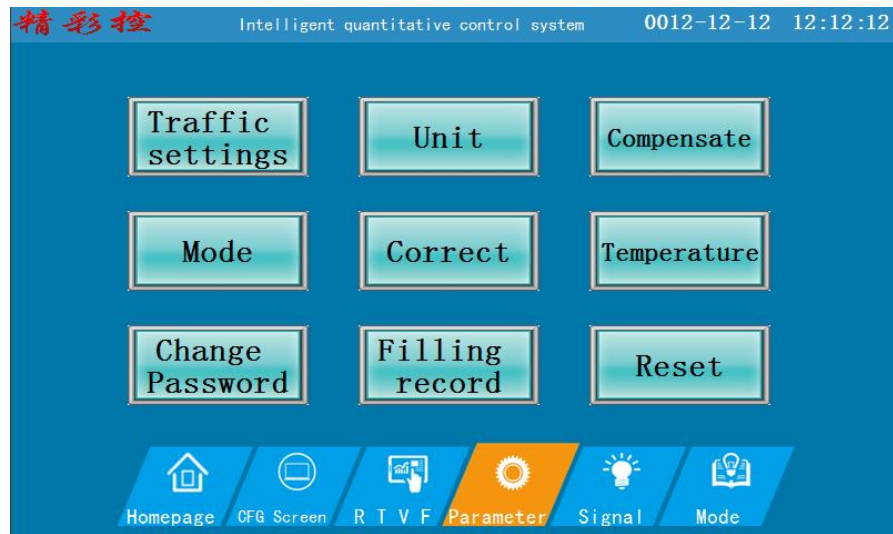 精彩控 Intelligent quantitative control system 0012-12-12 12:12:12
Traffic
settings
Unit
Compensate
Mode
Correct
Temperature
Change
Password
Filling
record
Reset
Homepage
CFG Screen
R T V F
Parameter
Signal
Mode